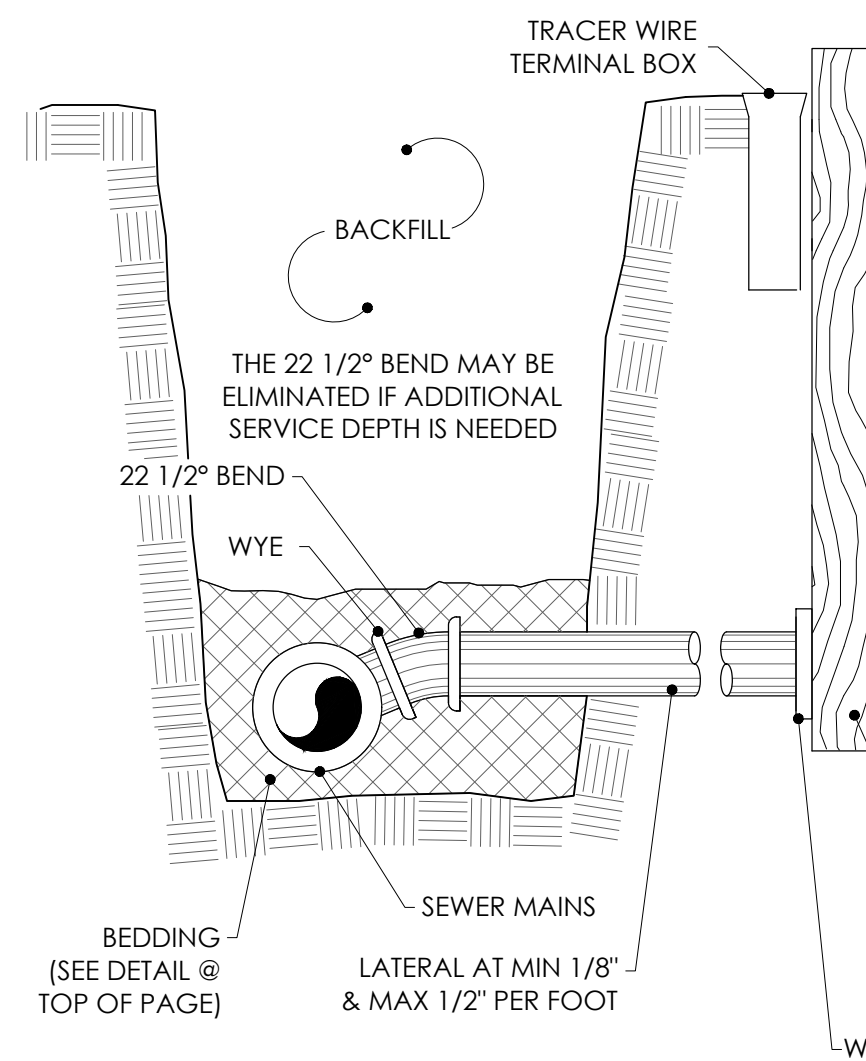 TRACER WIRE
TERMINAL BOX
BACKFILL
THE 22 1/2° BEND MAY BE
ELIMINATED IF ADDITIONAL
SERVICE DEPTH IS NEEDED
22 1/2° BEND
WYE
SEWER MAINS
BEDDING
(SEE DETAIL @
TOP OF PAGE)
LATERAL AT MIN 1/8"
& MAX 1/2" PER FOOT